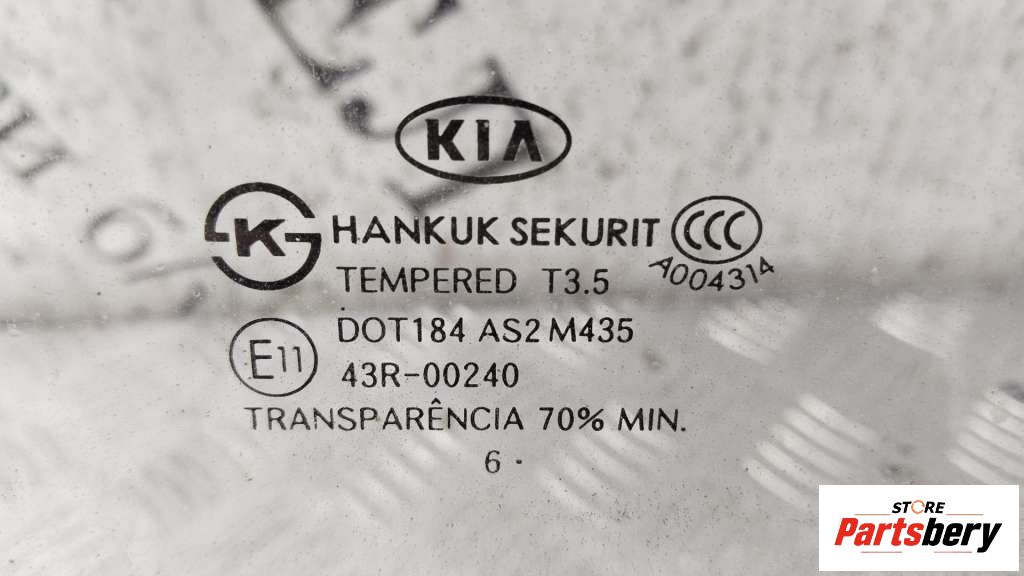 KIA
K HANKUK SEKURIT CCC
TEMPERED T3.5 A004314
DOT184 AS2 M435
E11 43R-00240
TRANSPARÊNCIA 70% MIN.
6 .
STORE
Partsbery